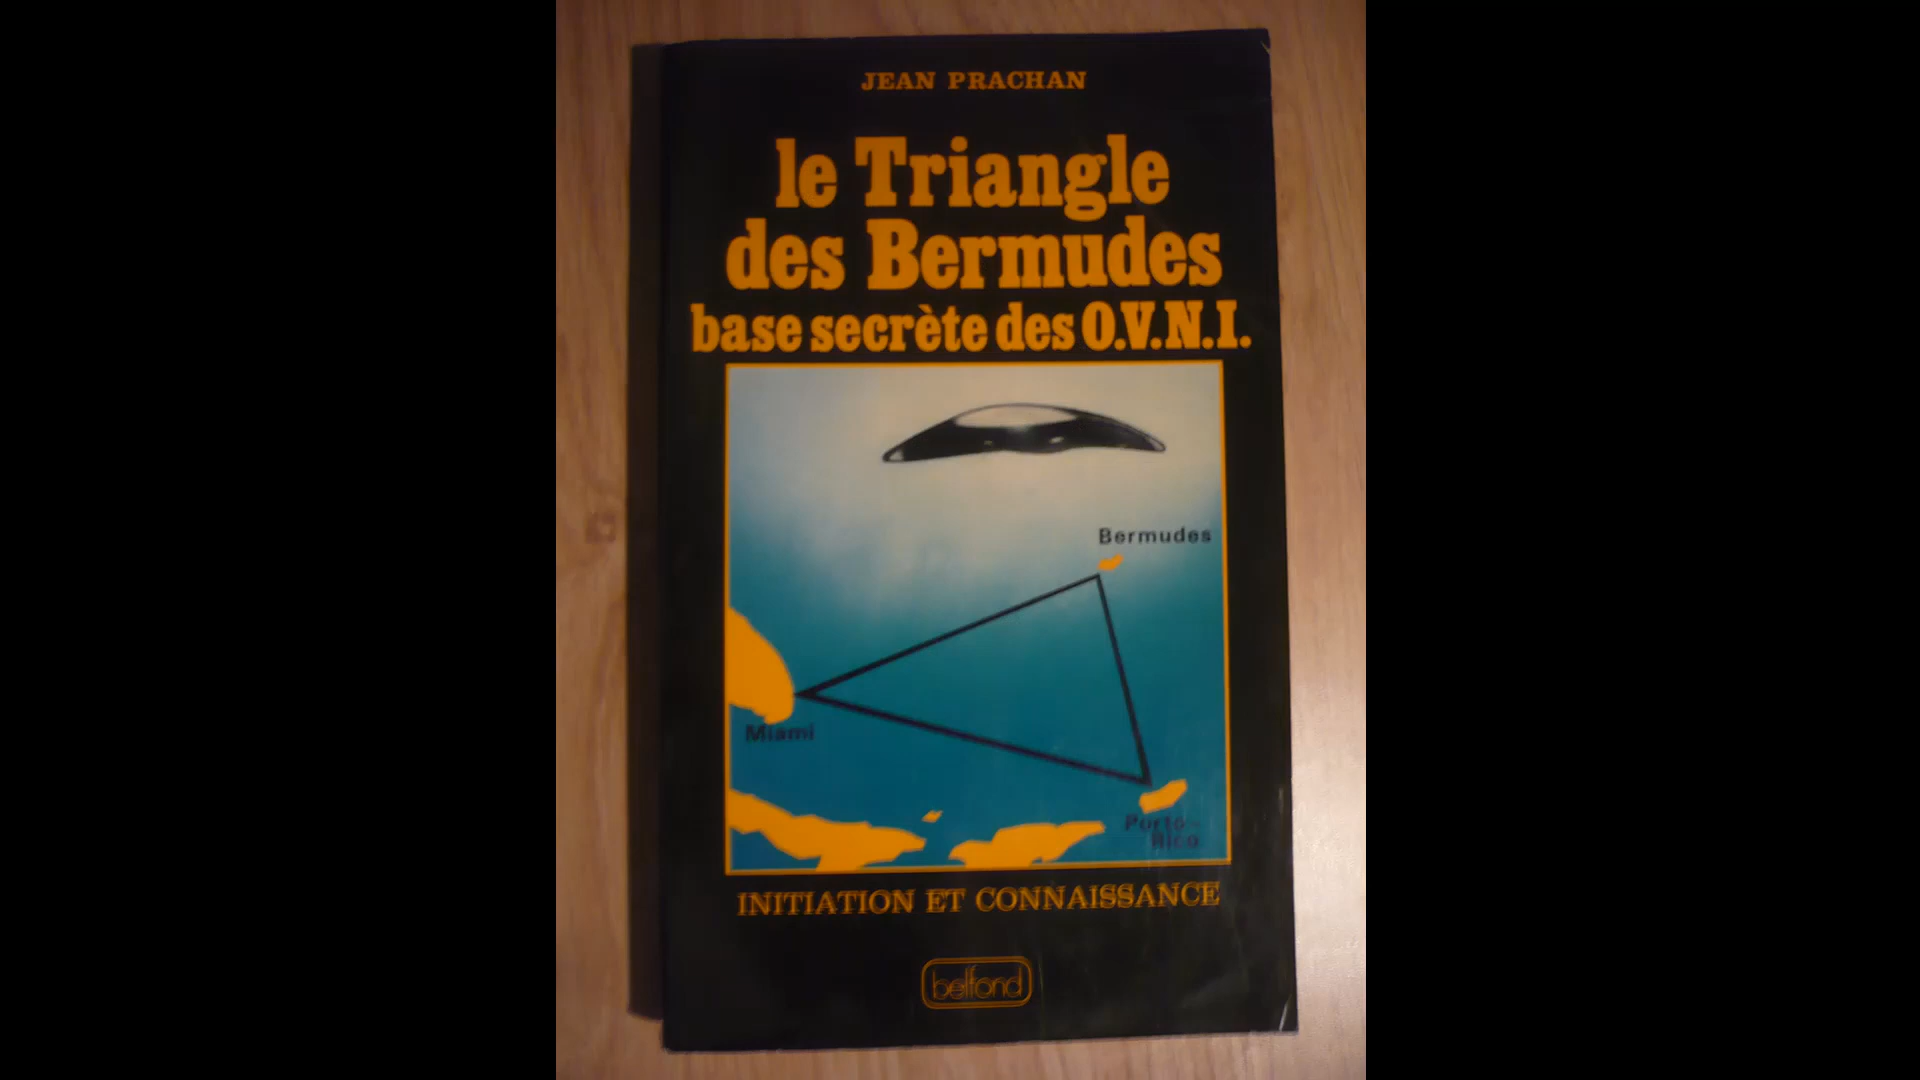 JEAN PRACHAN
le Triangle
des Bermudes
base secrète des O.V.N.I.
Bermudes
Miami
Porto-
Rico
INITIATION ET CONNAISSANCE
belfond